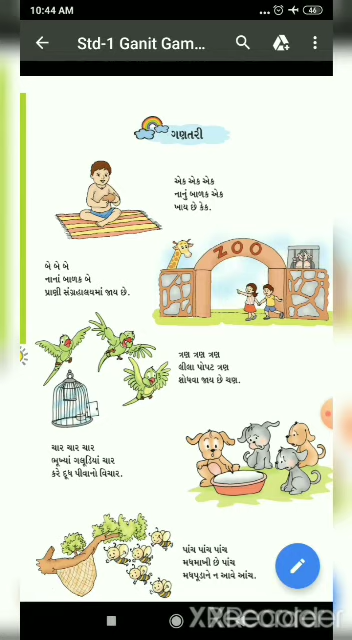 10:44 AM
46
Std-1 Ganit Gam...
ગણતરી
એક એક એક
નાનું બાળક એક
ખાય છે કેક.
ZOO
બે બે બે
નાનાં બાળક બે
પ્રાણી સંગ્રહાલયમાં જાય છે.
ત્રણ ત્રણ ત્રણ
લીલા પોપટ ત્રણ
શોધવા જાય છે ચણ.
ચાર ચાર ચાર
ભૂખ્યાં ગલૂડિયાં ચાર
કરે દૂધ પીવાનો વિચાર.
પાંચ પાંચ પાંચ
મધમાખી છે પાંચ
મધપૂડાને ન આવે આંચ.
XRecorder